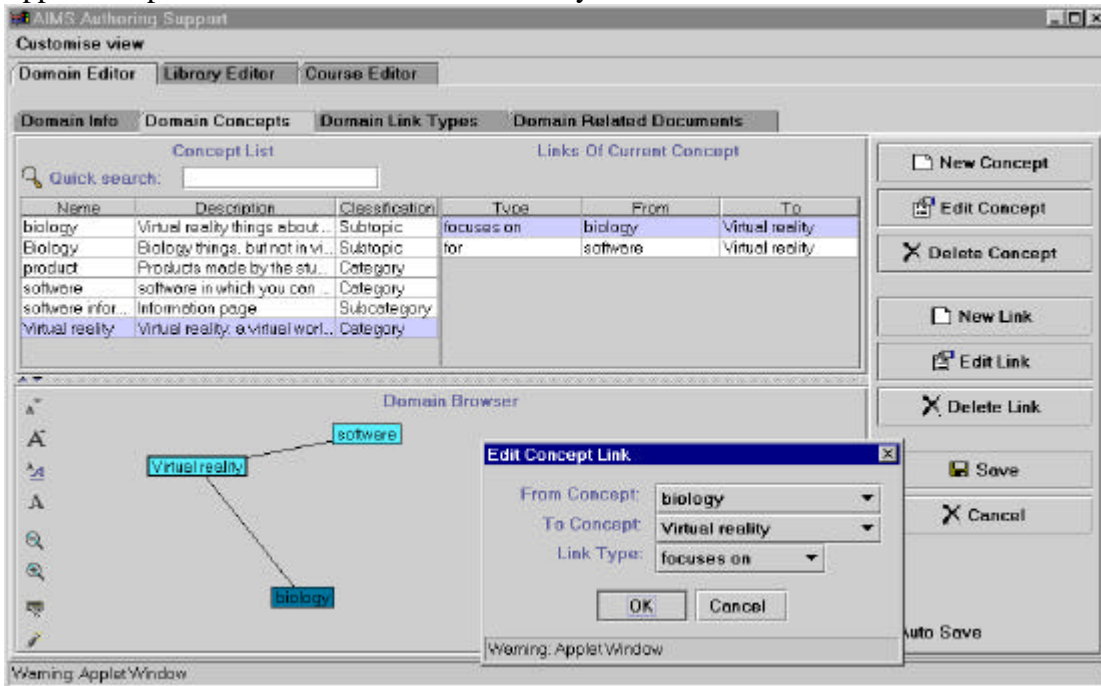 AIMS Authoring Support
Customise view
Domain Editor Library Editor Course Editor
Domain Info Domain Concepts Domain Link Types Domain Related Documents
Concept List Links Of Current Concept
Quick search:
Name Description Classification Type From To
biology Virtual reality things about... Subtopic focuses on biology Virtual reality
Biology Biology things, but not in vi... Subtopic for software Virtual reality
product Products made by the stu... Category
software software in which you can ... Category
software infor... Information page Subcategory
Virtual reality Virtual reality: a virtual worl... Category
New Concept
Edit Concept
Delete Concept
New Link
Edit Link
Delete Link
Save
Cancel
Auto Save
Domain Browser
software
Virtual reality
biology
Edit Concept Link
From Concept: biology
To Concept: Virtual reality
Link Type: focuses on
OK Cancel
Warning: Applet Window
Warning: Applet Window